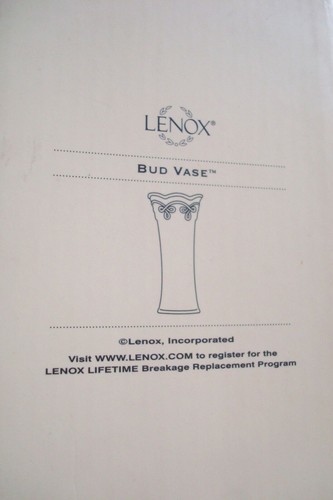 LENOX®
BUD VASE™
©Lenox, Incorporated
Visit WWW.LENOX.COM to register for the
LENOX LIFETIME Breakage Replacement Program